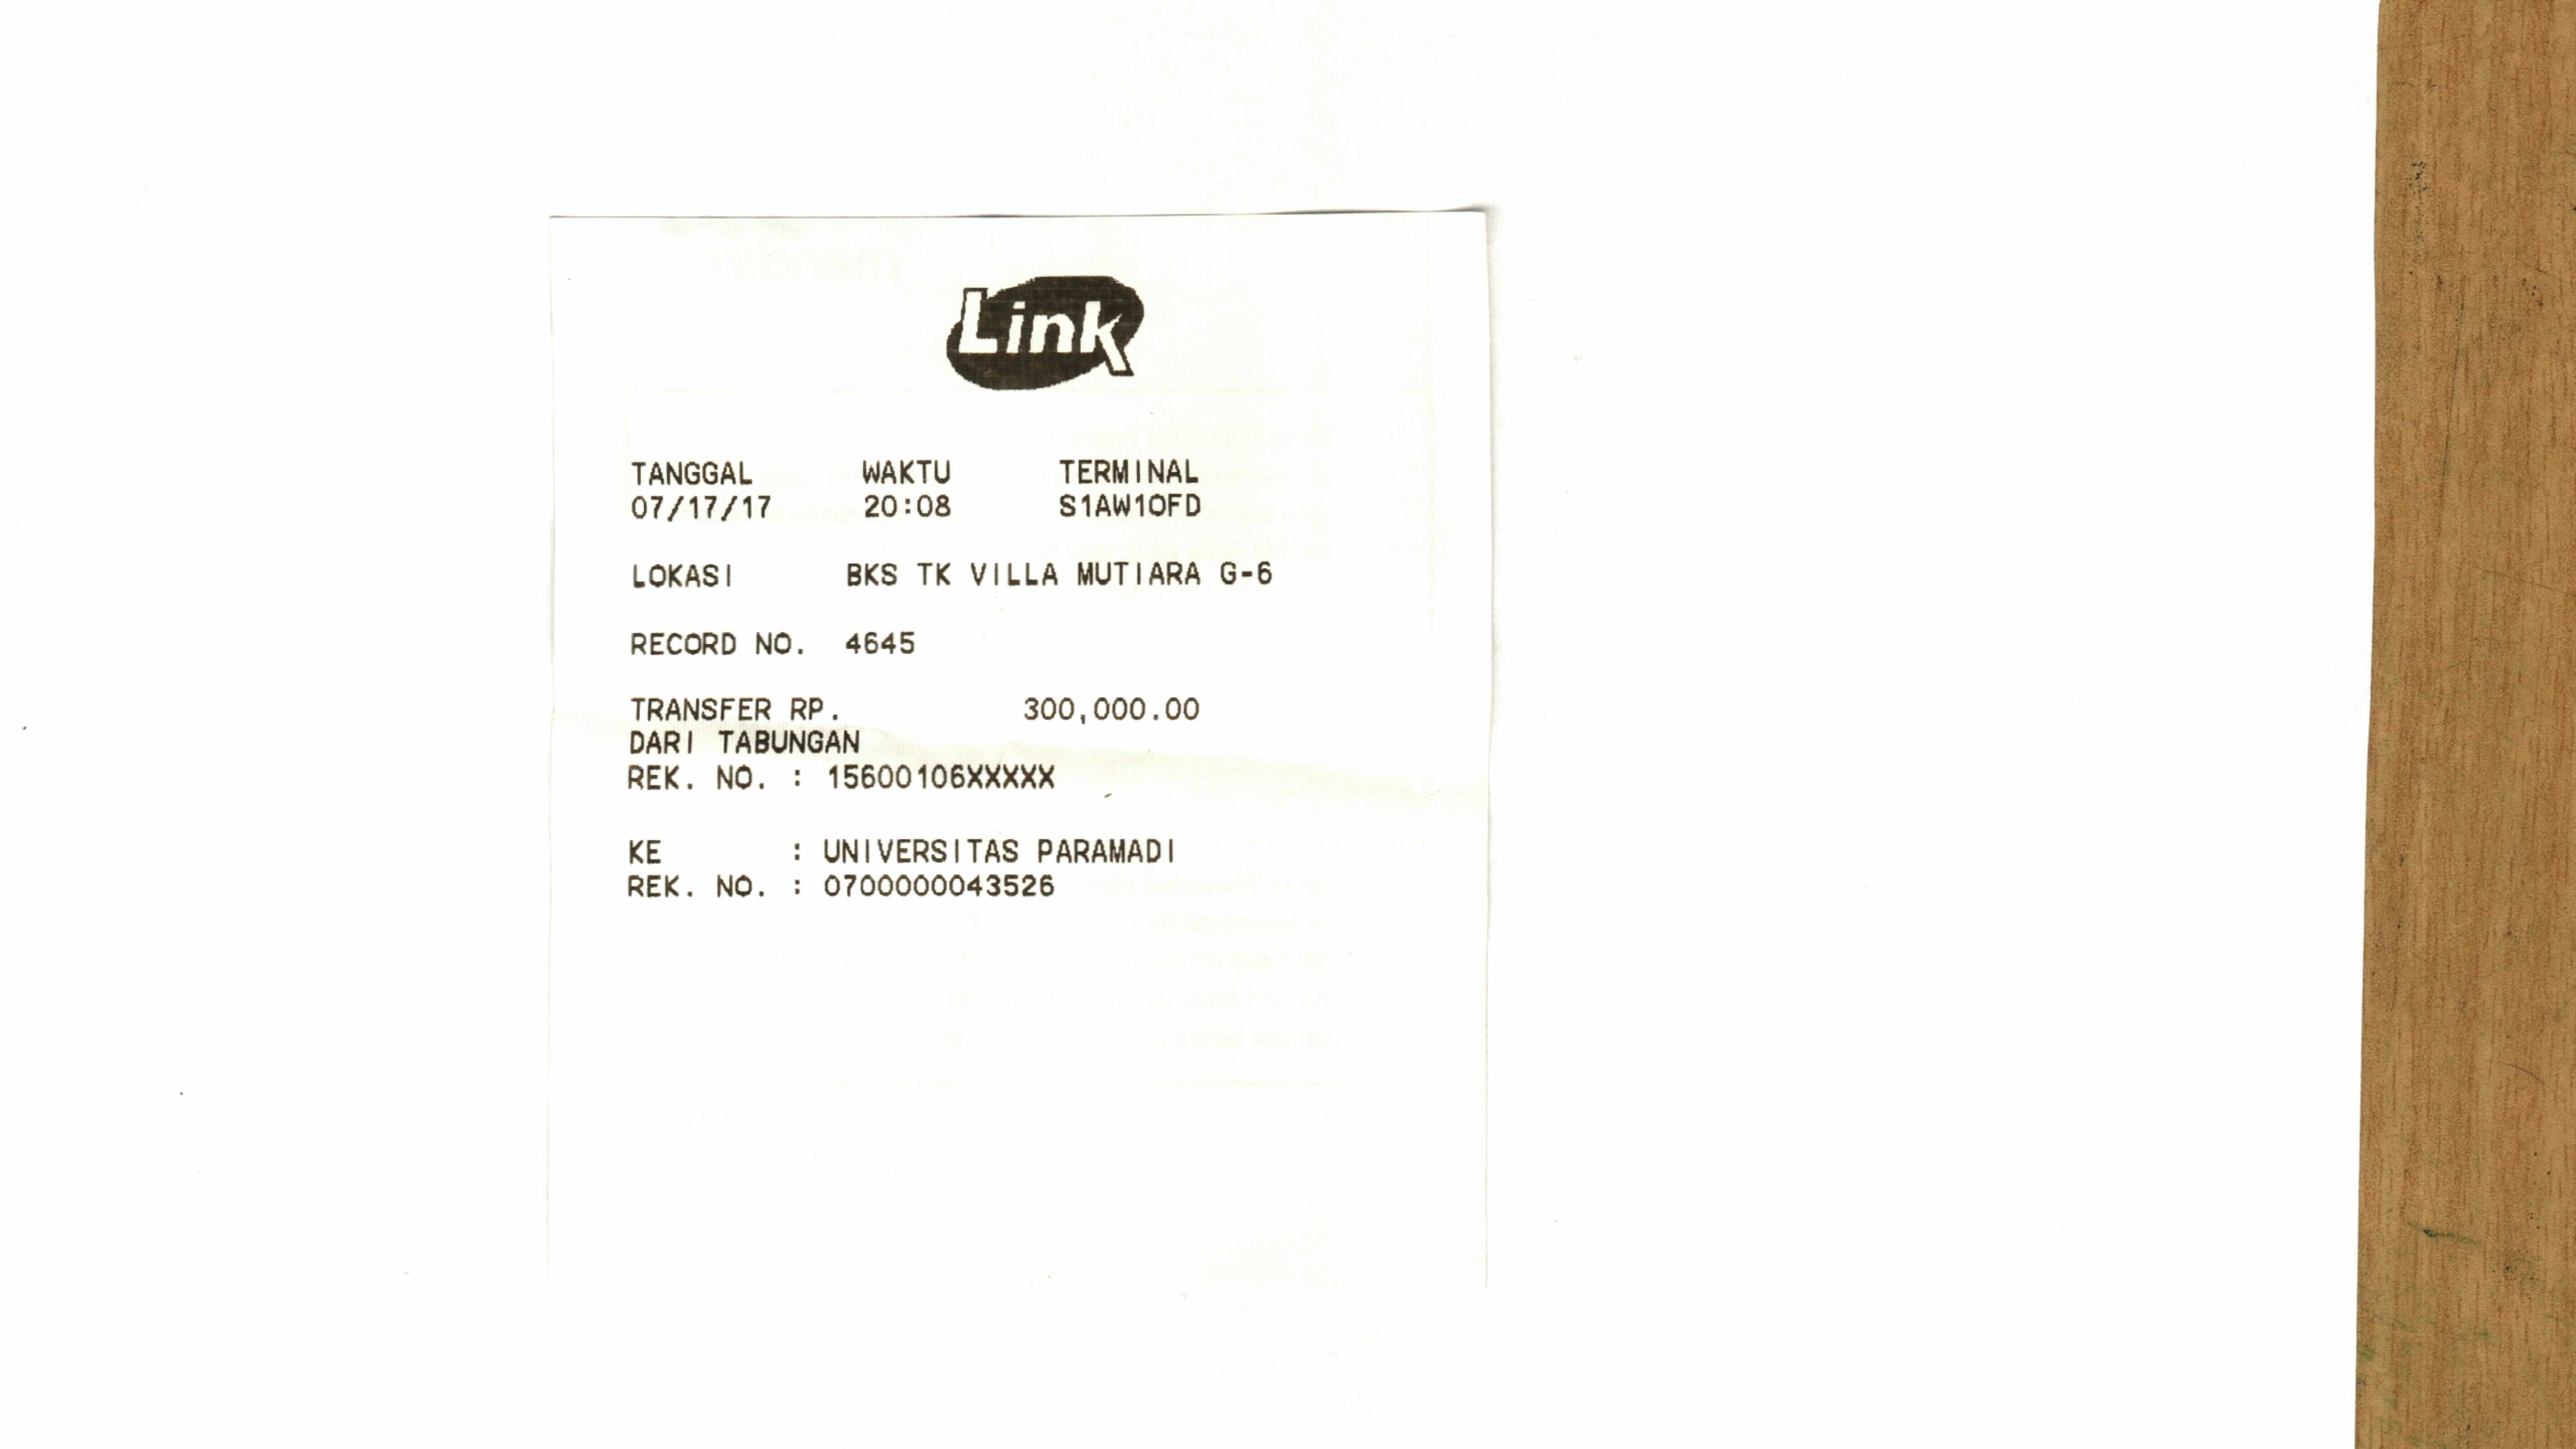 Link
TANGGAL WAKTU TERMINAL
07/17/17 20:08 S1AW10FD
LOKASI BKS TK VILLA MUTIARA G-6
RECORD NO. 4645
TRANSFER RP. 300,000.00
DARI TABUNGAN
REK. NO. : 15600106XXXXX
KE : UNIVERSITAS PARAMADI
REK. NO. : 0700000043526